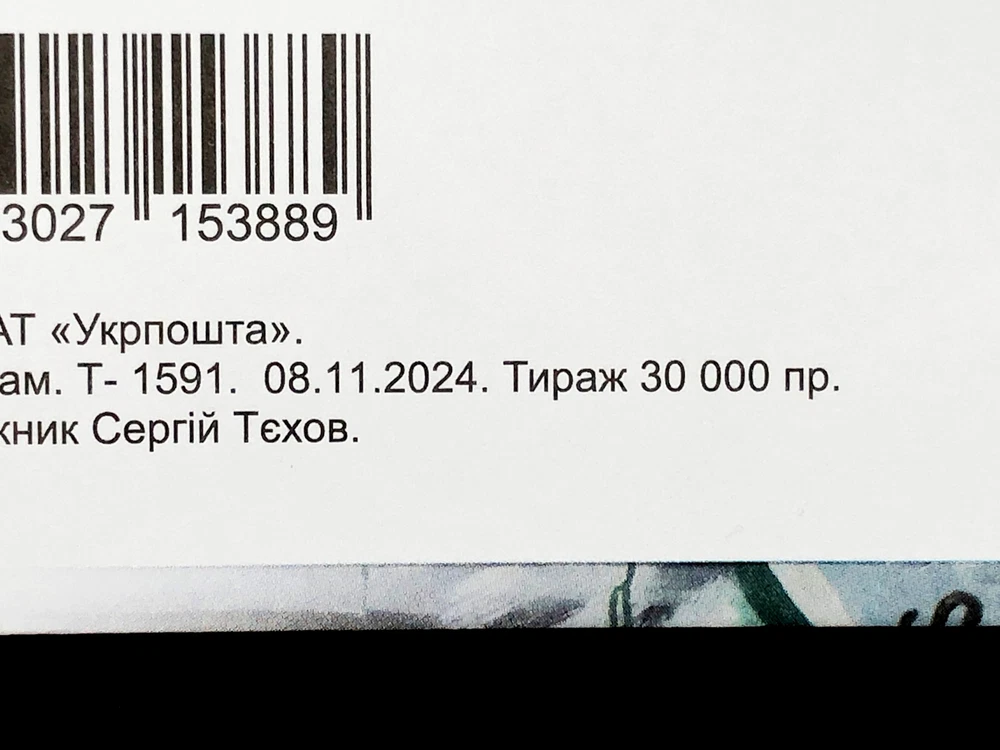 3027 153889
АТ «Укрпошта».
ам. Т- 1591. 08.11.2024. Тираж 30 000 пр.
жник Сергій Тєхов.